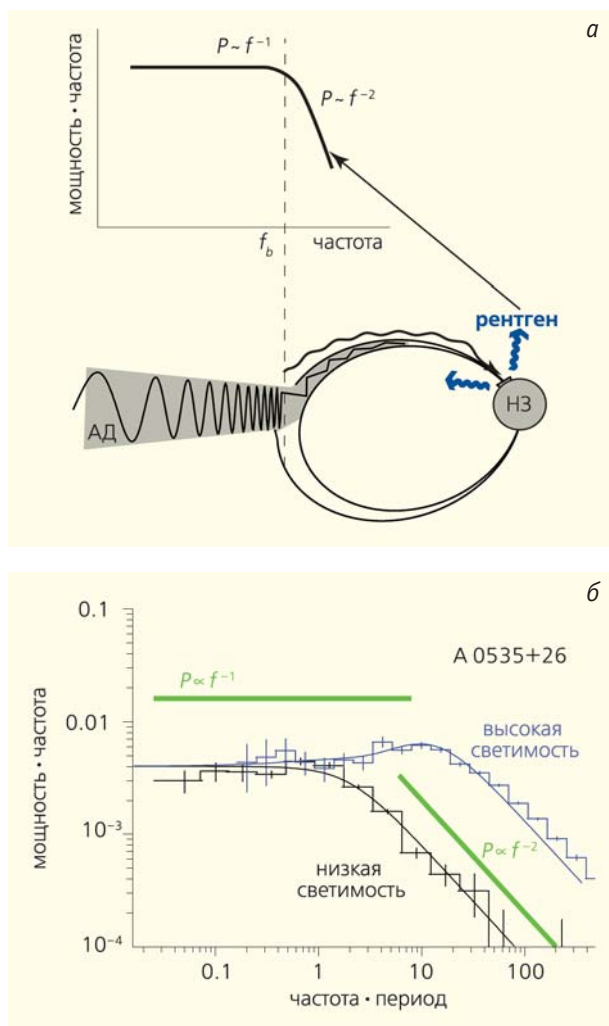 а
P~f⁻¹
P~f⁻²
мощность · частота
f_b
частота
рентген
АД
НЗ
б
0.1
A 0535+26
P∝f⁻¹
высокая
светимость
0.01
мощность · частота
10⁻³
P∝f⁻²
низкая
светимость
10⁻⁴
0.1
1
10
100
частота · период